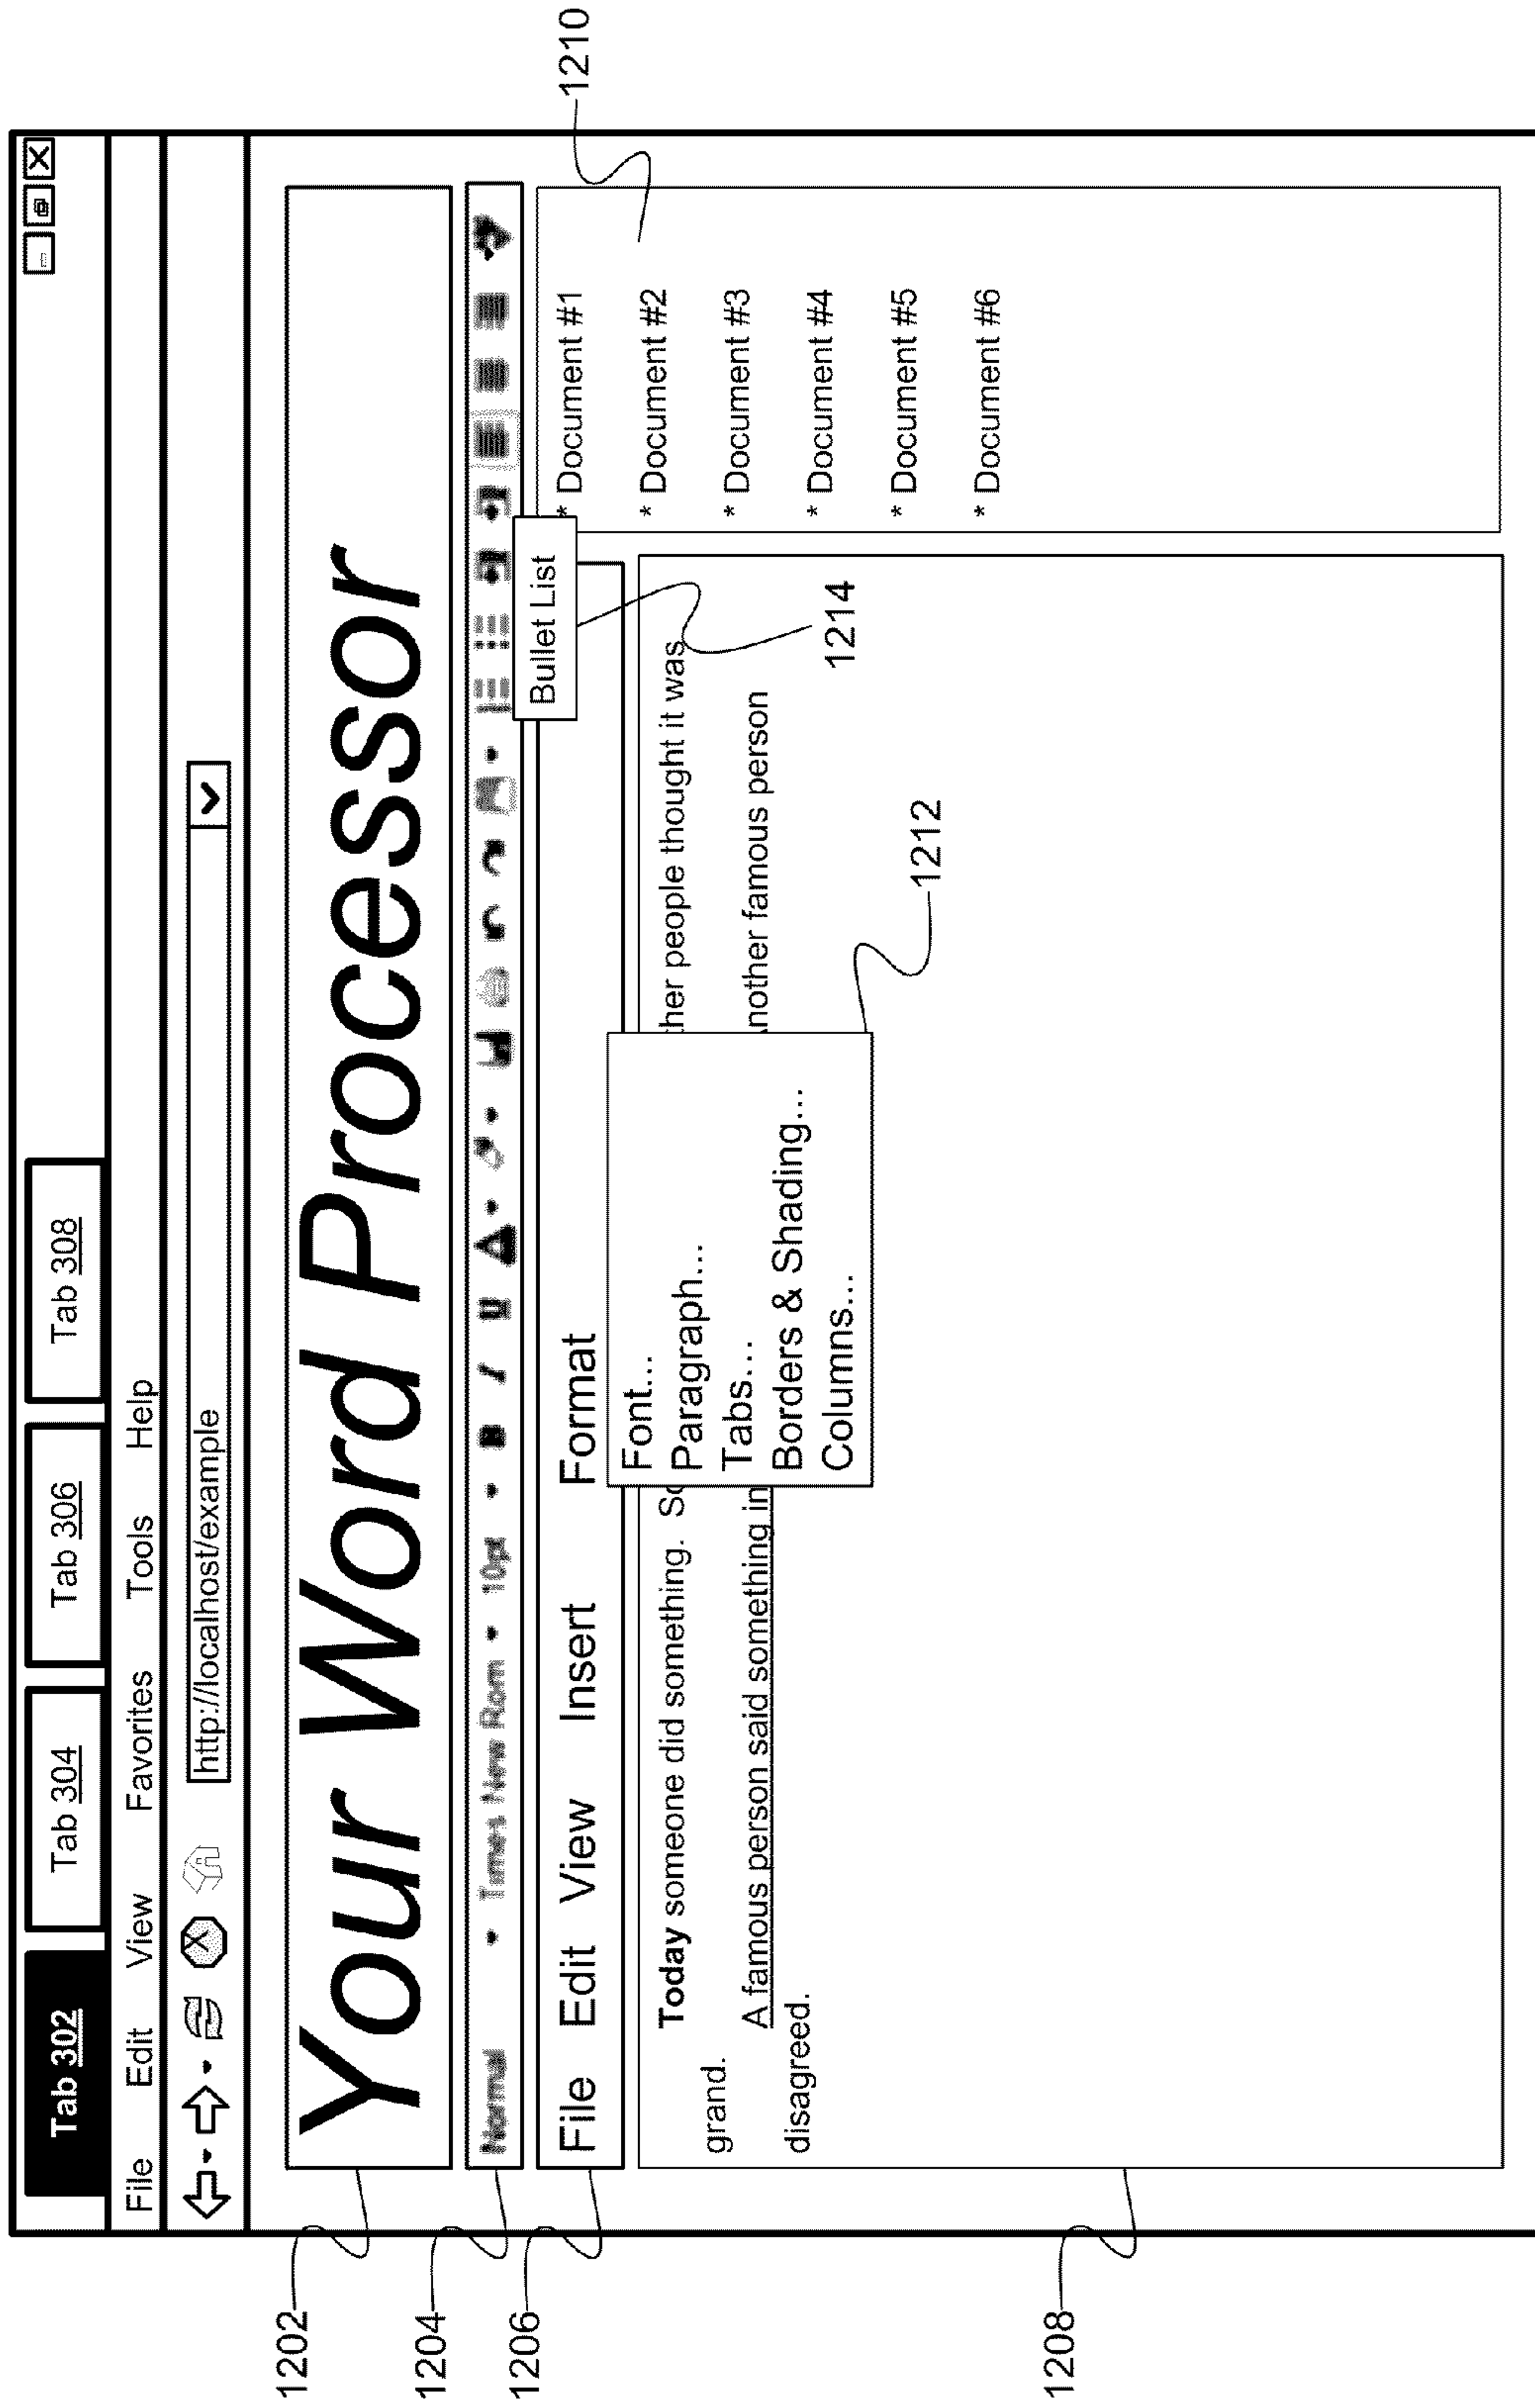 Tab 302 Tab 304 Tab 306 Tab 308
File Edit View Favorites Tools Help
http://localhost/example
1202
Your Word Processor
1204
Normal Times New Rom 10pt B I U A
1206
File Edit View Insert Format
Bullet List
1214
Font...
Paragraph...
Tabs...
Borders & Shading...
Columns...
1212
1208
Today someone did something. So ther people thought it was
grand.
A famous person said something in nother famous person
disagreed.
1210
* Document #1
* Document #2
* Document #3
* Document #4
* Document #5
* Document #6